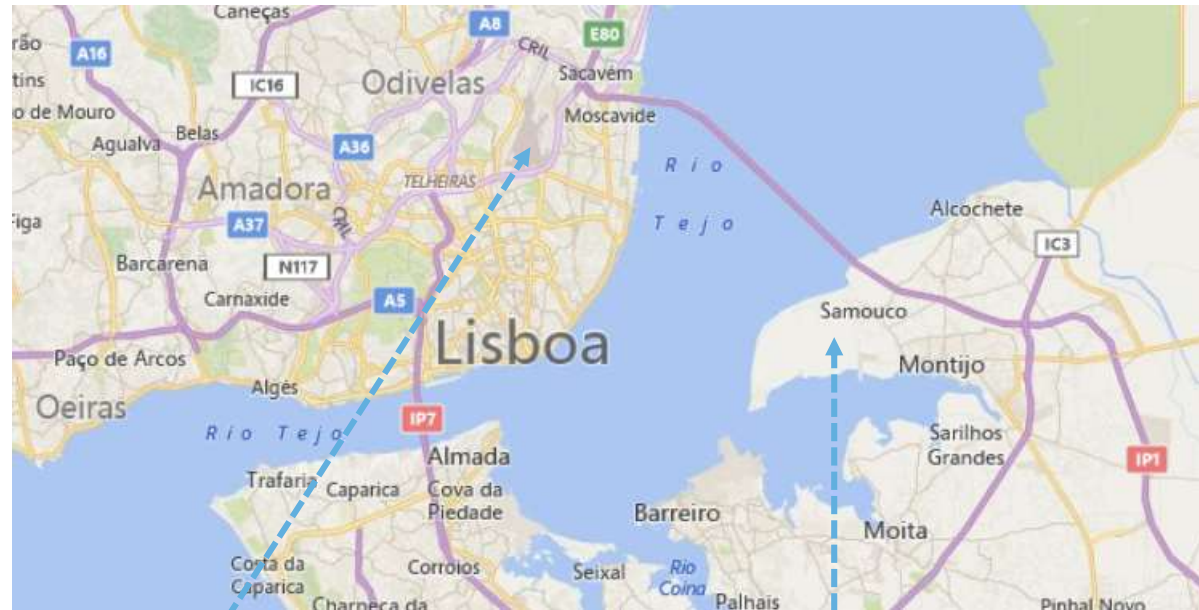 Caneças
A8
E80
rão
A16
CRIL
tins
IC16
Odivelas
Sacavém
o de Mouro
Moscavide
Belas
Agualva
A36
Rio
TELHEIRAS
Amadora
Alcochete
Figa
A37
CRIL
Tejo
IC3
Barcarena
N117
Carnaxide
A5
Samouco
Lisboa
Paço de Arcos
Montijo
Algés
Oeiras
IP7
Rio Tejo
Sarilhos
Grandes
Almada
IP1
Trafaria
Caparica
Cova da
Piedade
Barreiro
Moita
Costa da
Caparica
Corroios
Seixal
Rio
Coina
Charneca da
Palhais
Pinhal Novo